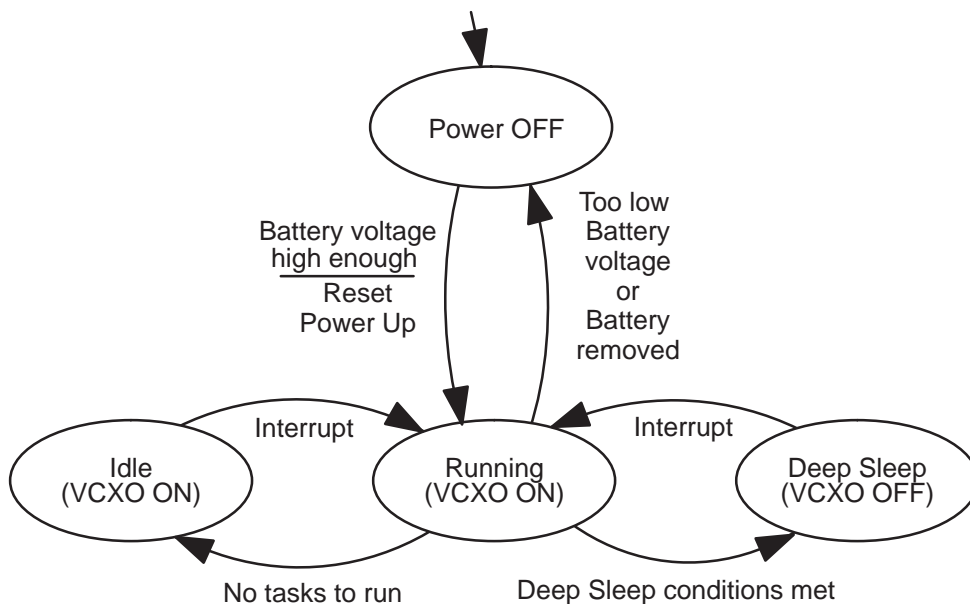 Power OFF
Battery voltage
high enough
Reset
Power Up
Too low
Battery
voltage
or
Battery
removed
Interrupt
Interrupt
Idle
(VCXO ON)
Running
(VCXO ON)
Deep Sleep
(VCXO OFF)
No tasks to run
Deep Sleep conditions met